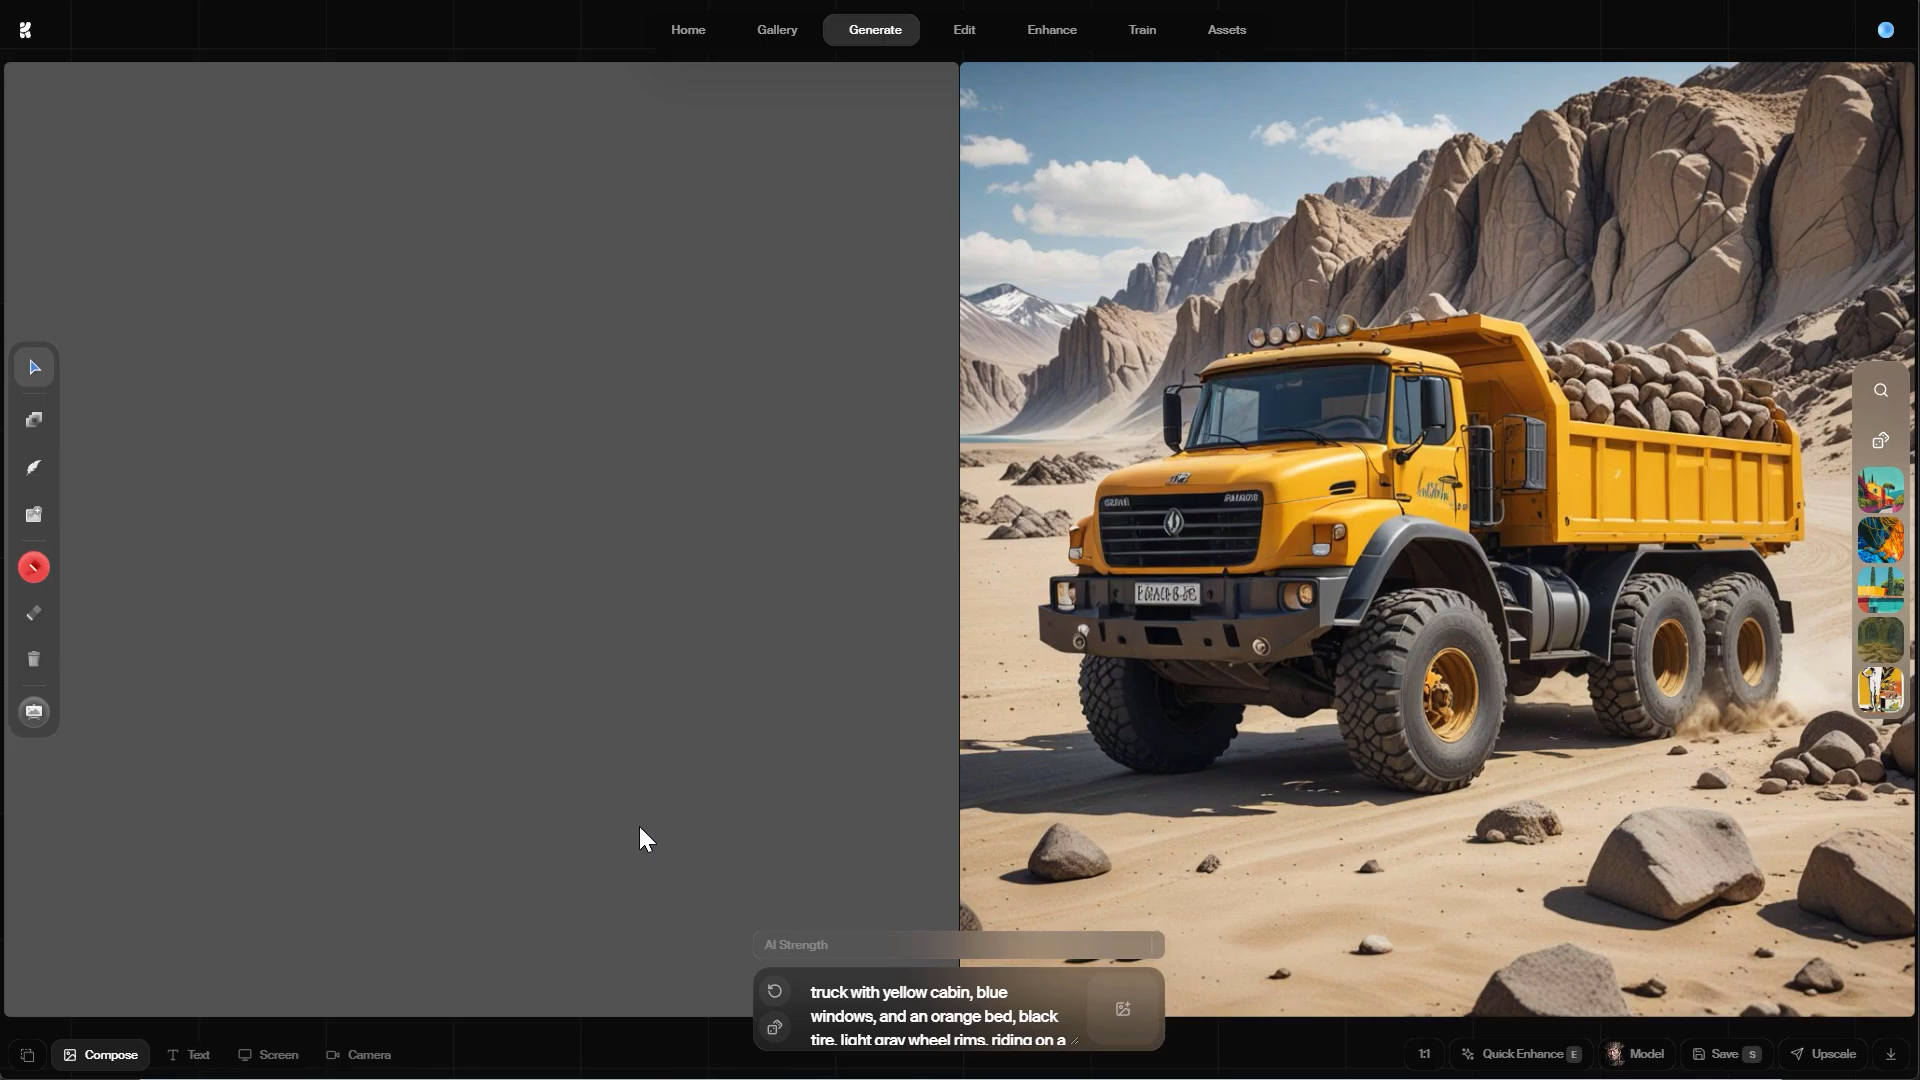 Home
Gallery
Generate
Edit
Enhance
Train
Assets
AI Strength
truck with yellow cabin, blue
windows, and an orange bed, black
tire, light gray wheel rims, riding on a
Compose
Text
Screen
Camera
1:1
Quick Enhance E
Model
Save S
Upscale